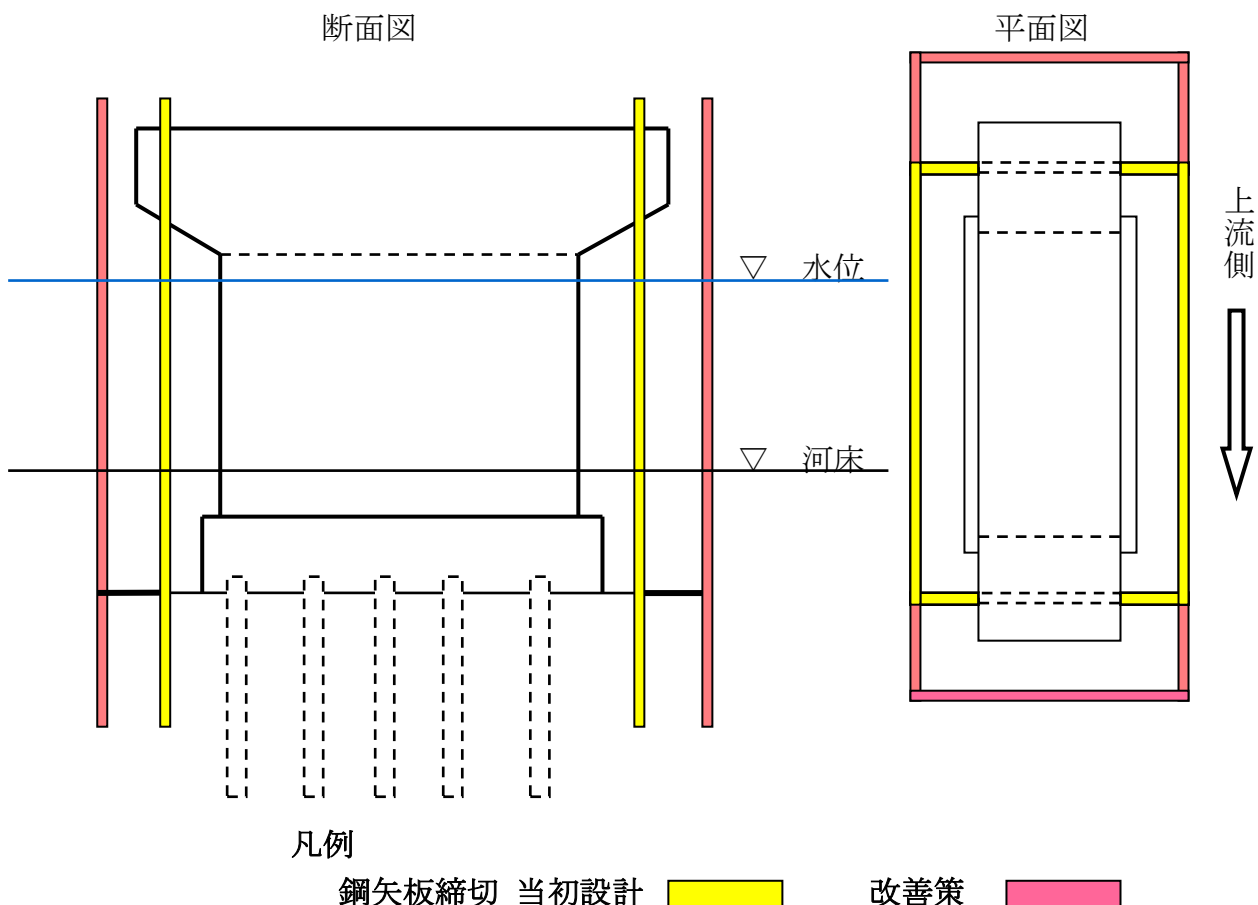 断面図
平面図
上流側
▽ 水位
▽ 河床
凡例
鋼矢板締切 当初設計 改善策